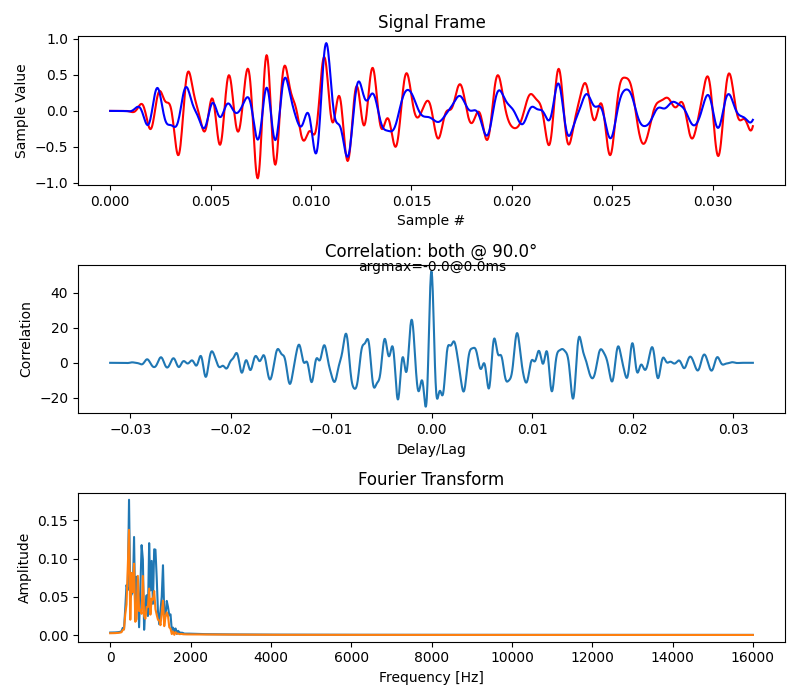 Signal Frame
Sample Value
1.0
0.5
0.0
−0.5
−1.0
0.000 0.005 0.010 0.015 0.020 0.025 0.030
Sample #
Correlation: both @ 90.0°
argmax=-0.0@0.0ms
Correlation
40
20
0
−20
−0.03 −0.02 −0.01 0.00 0.01 0.02 0.03
Delay/Lag
Fourier Transform
Amplitude
0.15
0.10
0.05
0.00
0 2000 4000 6000 8000 10000 12000 14000 16000
Frequency [Hz]